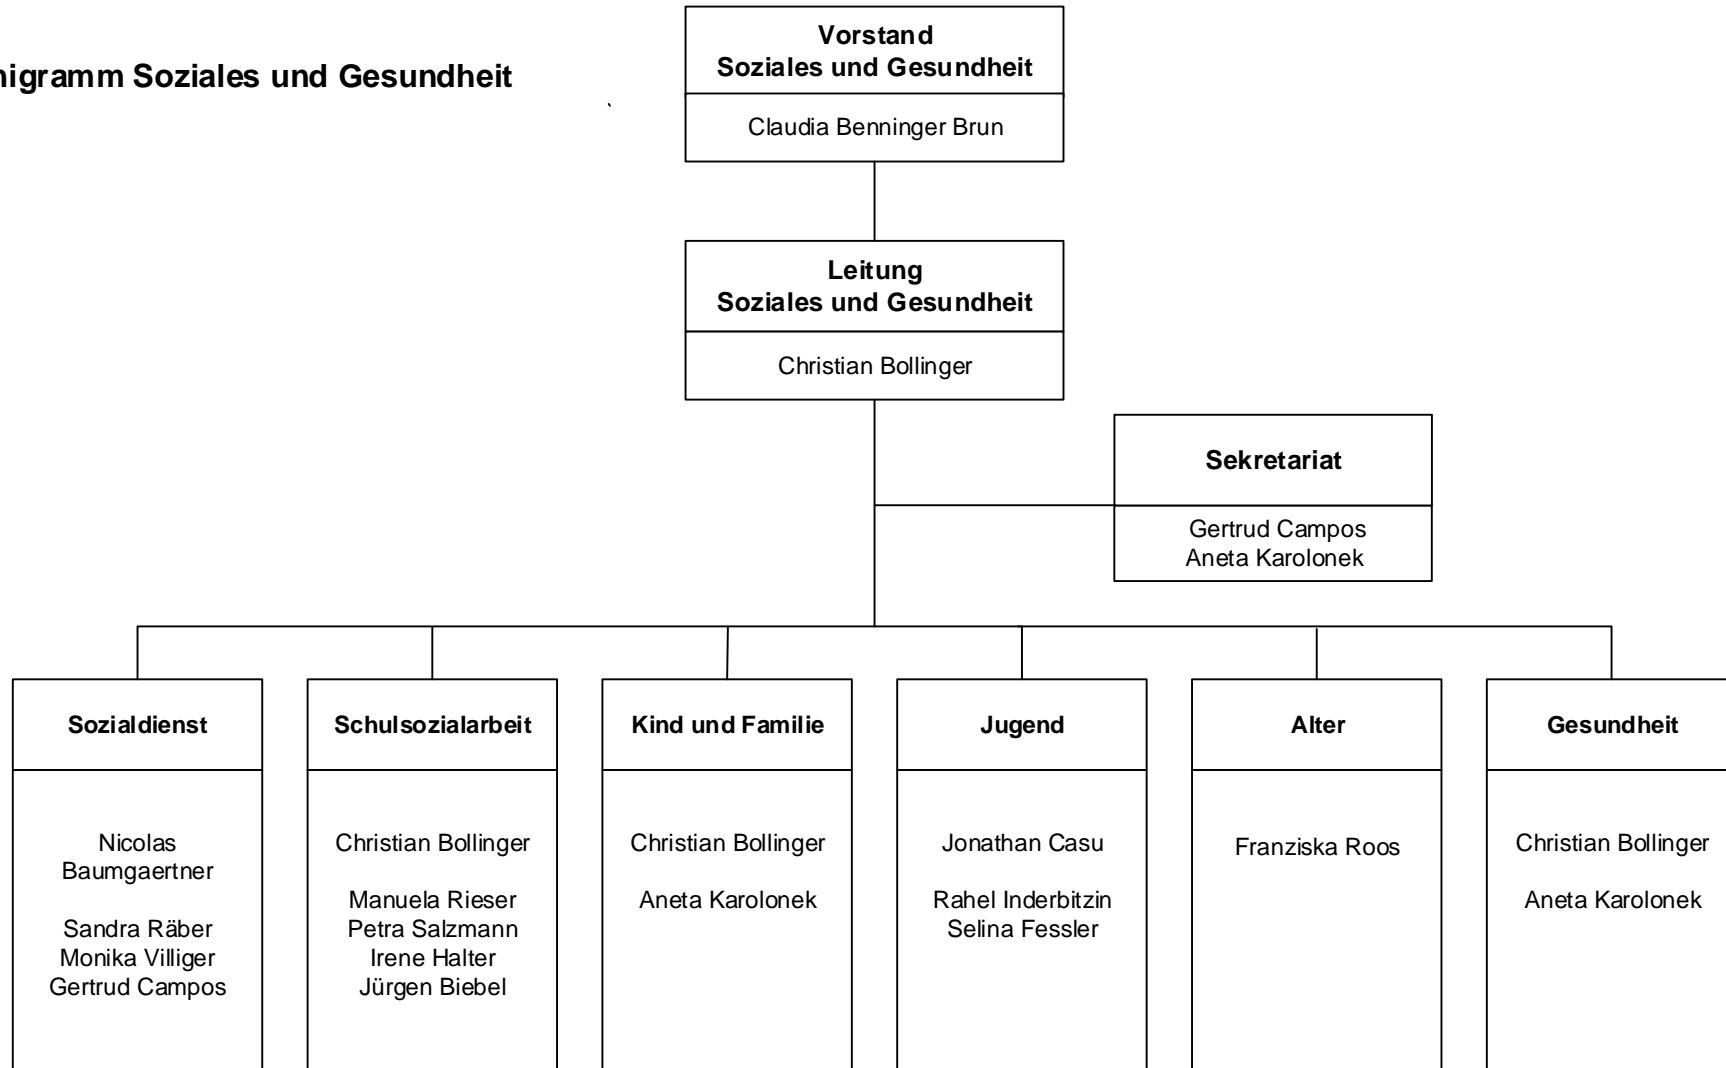 nigramm Soziales und Gesundheit
Vorstand
Soziales und Gesundheit
Claudia Benninger Brun
Leitung
Soziales und Gesundheit
Christian Bollinger
Sekretariat
Gertrud Campos
Aneta Karolonek
Sozialdienst
Nicolas
Baumgaertner
Sandra Räber
Monika Villiger
Gertrud Campos
Schulsozialarbeit
Christian Bollinger
Manuela Rieser
Petra Salzmann
Irene Halter
Jürgen Biebel
Kind und Familie
Christian Bollinger
Aneta Karolonek
Jugend
Jonathan Casu
Rahel Inderbitzin
Selina Fessler
Alter
Franziska Roos
Gesundheit
Christian Bollinger
Aneta Karolonek